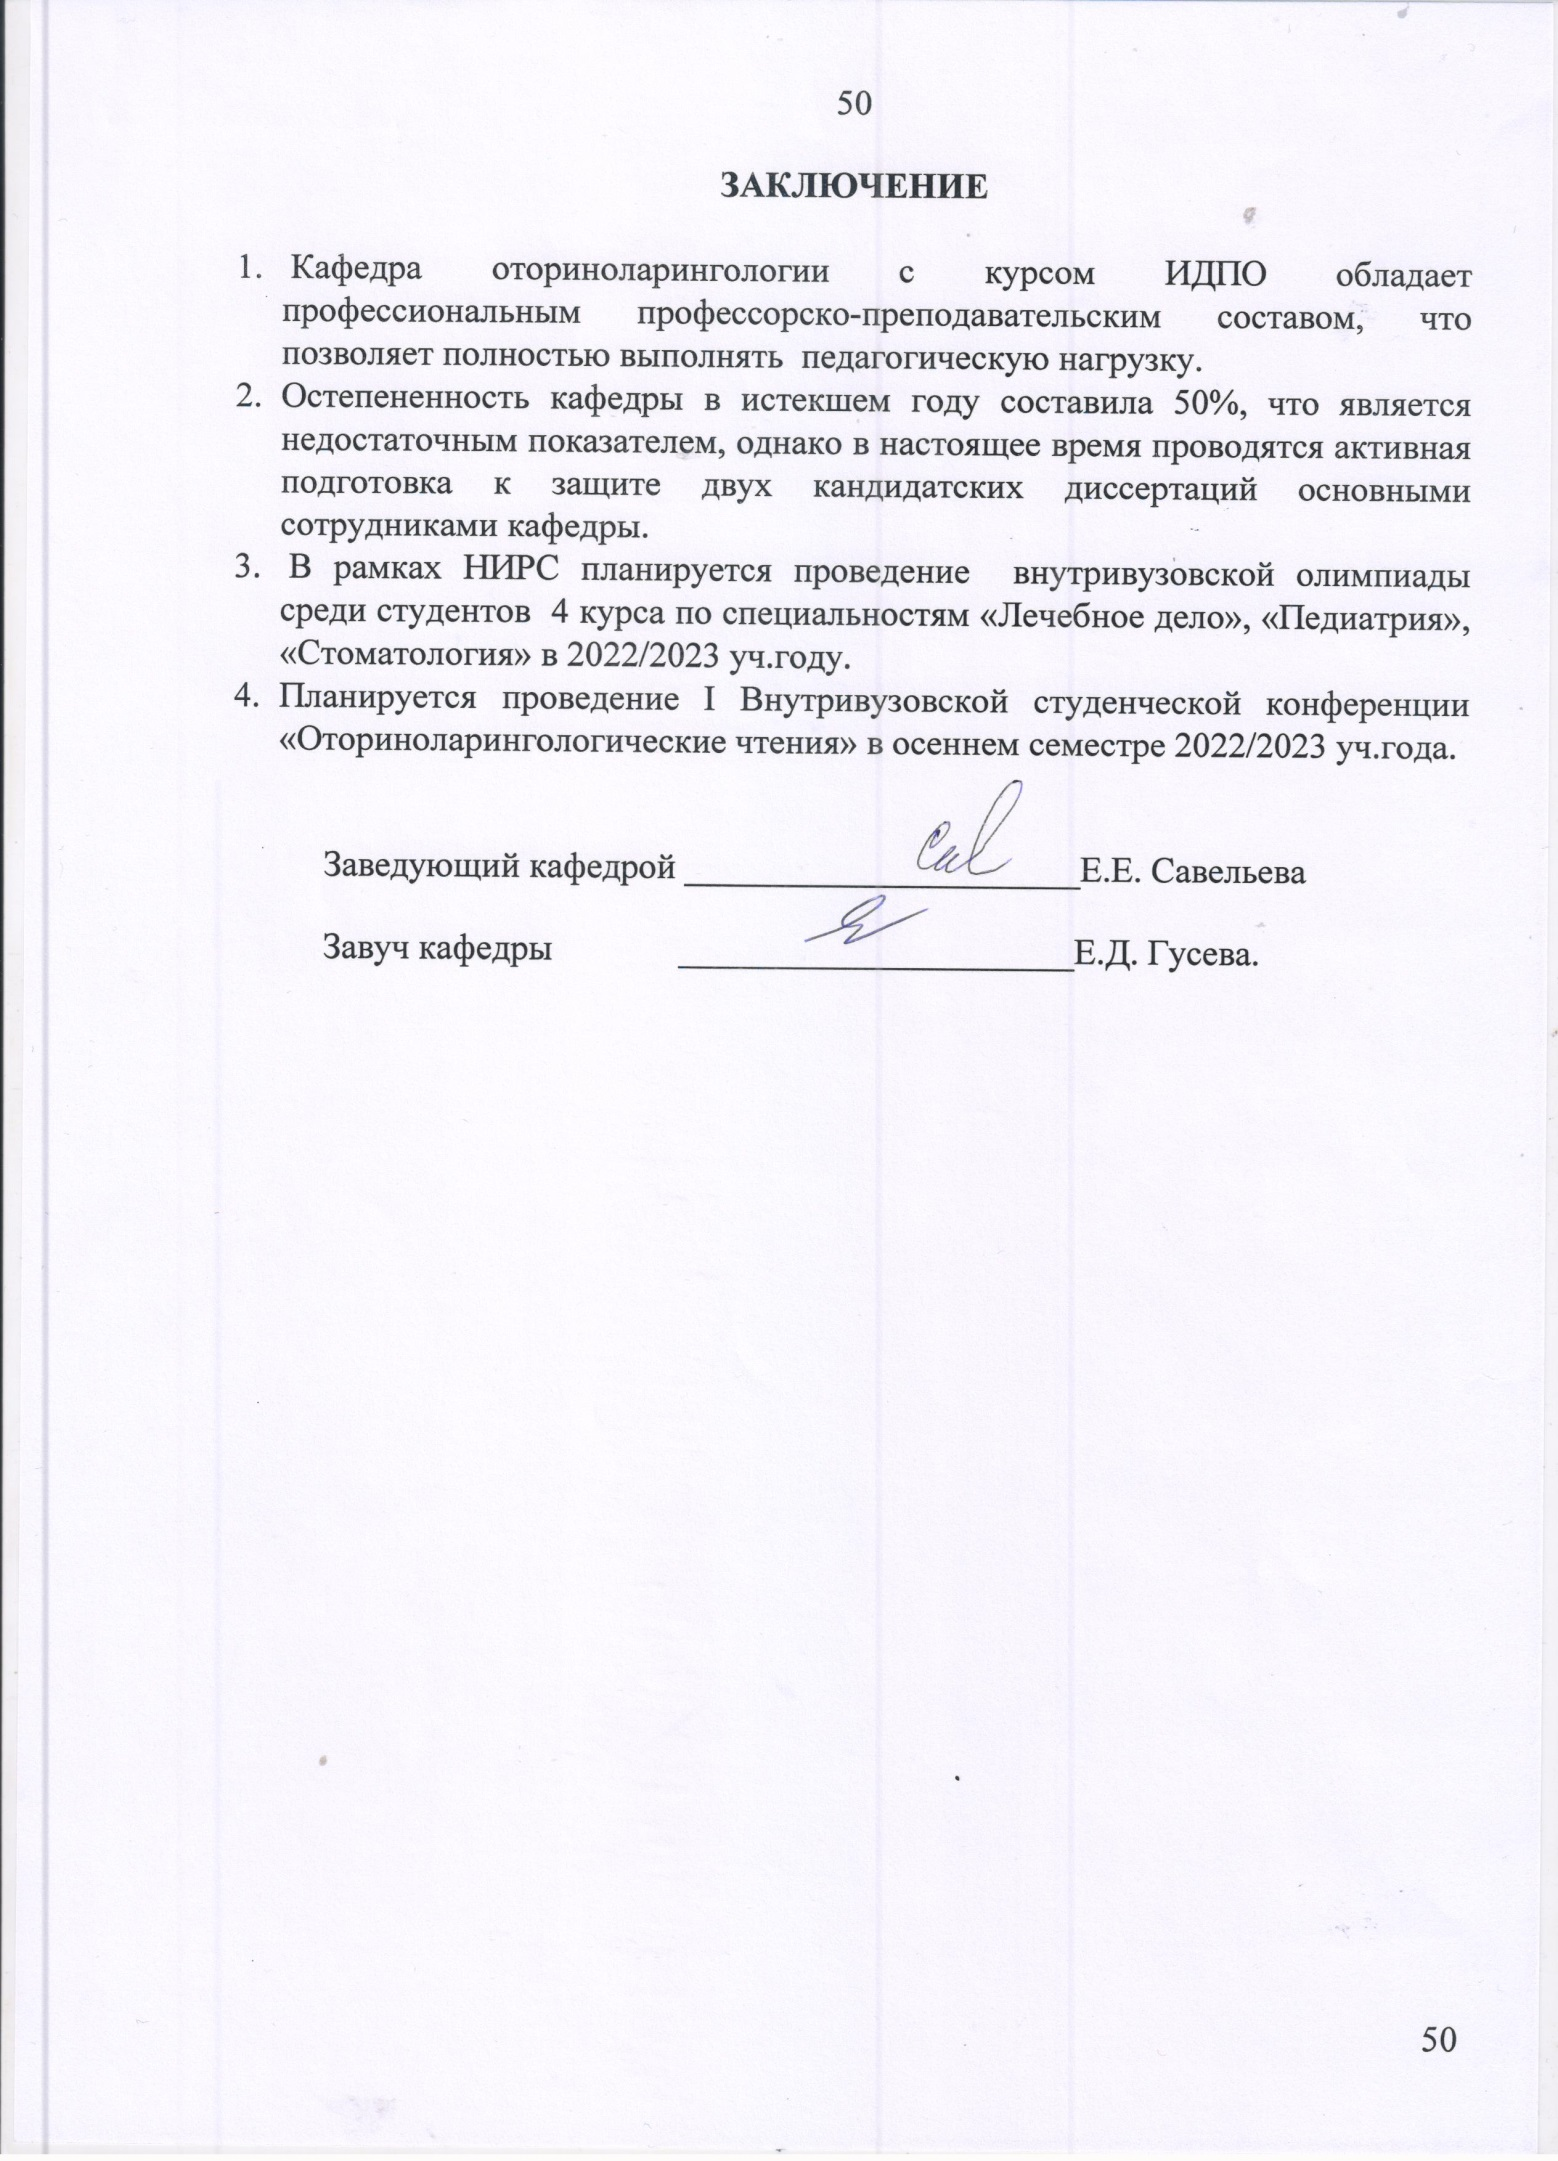 50
ЗАКЛЮЧЕНИЕ
1. Кафедра оториноларингологии с курсом ИДПО обладает
профессиональным профессорско-преподавательским составом, что
позволяет полностью выполнять педагогическую нагрузку.
2. Остепененность кафедры в истекшем году составила 50%, что является
недостаточным показателем, однако в настоящее время проводятся активная
подготовка к защите двух кандидатских диссертаций основными
сотрудниками кафедры.
3. В рамках НИРС планируется проведение внутривузовской олимпиады
среди студентов 4 курса по специальностям «Лечебное дело», «Педиатрия»,
«Стоматология» в 2022/2023 уч.году.
4. Планируется проведение I Внутривузовской студенческой конференции
«Оториноларингологические чтения» в осеннем семестре 2022/2023 уч.года.
Заведующий кафедрой Е.Е. Савельева
Завуч кафедры Е.Д. Гусева.
50